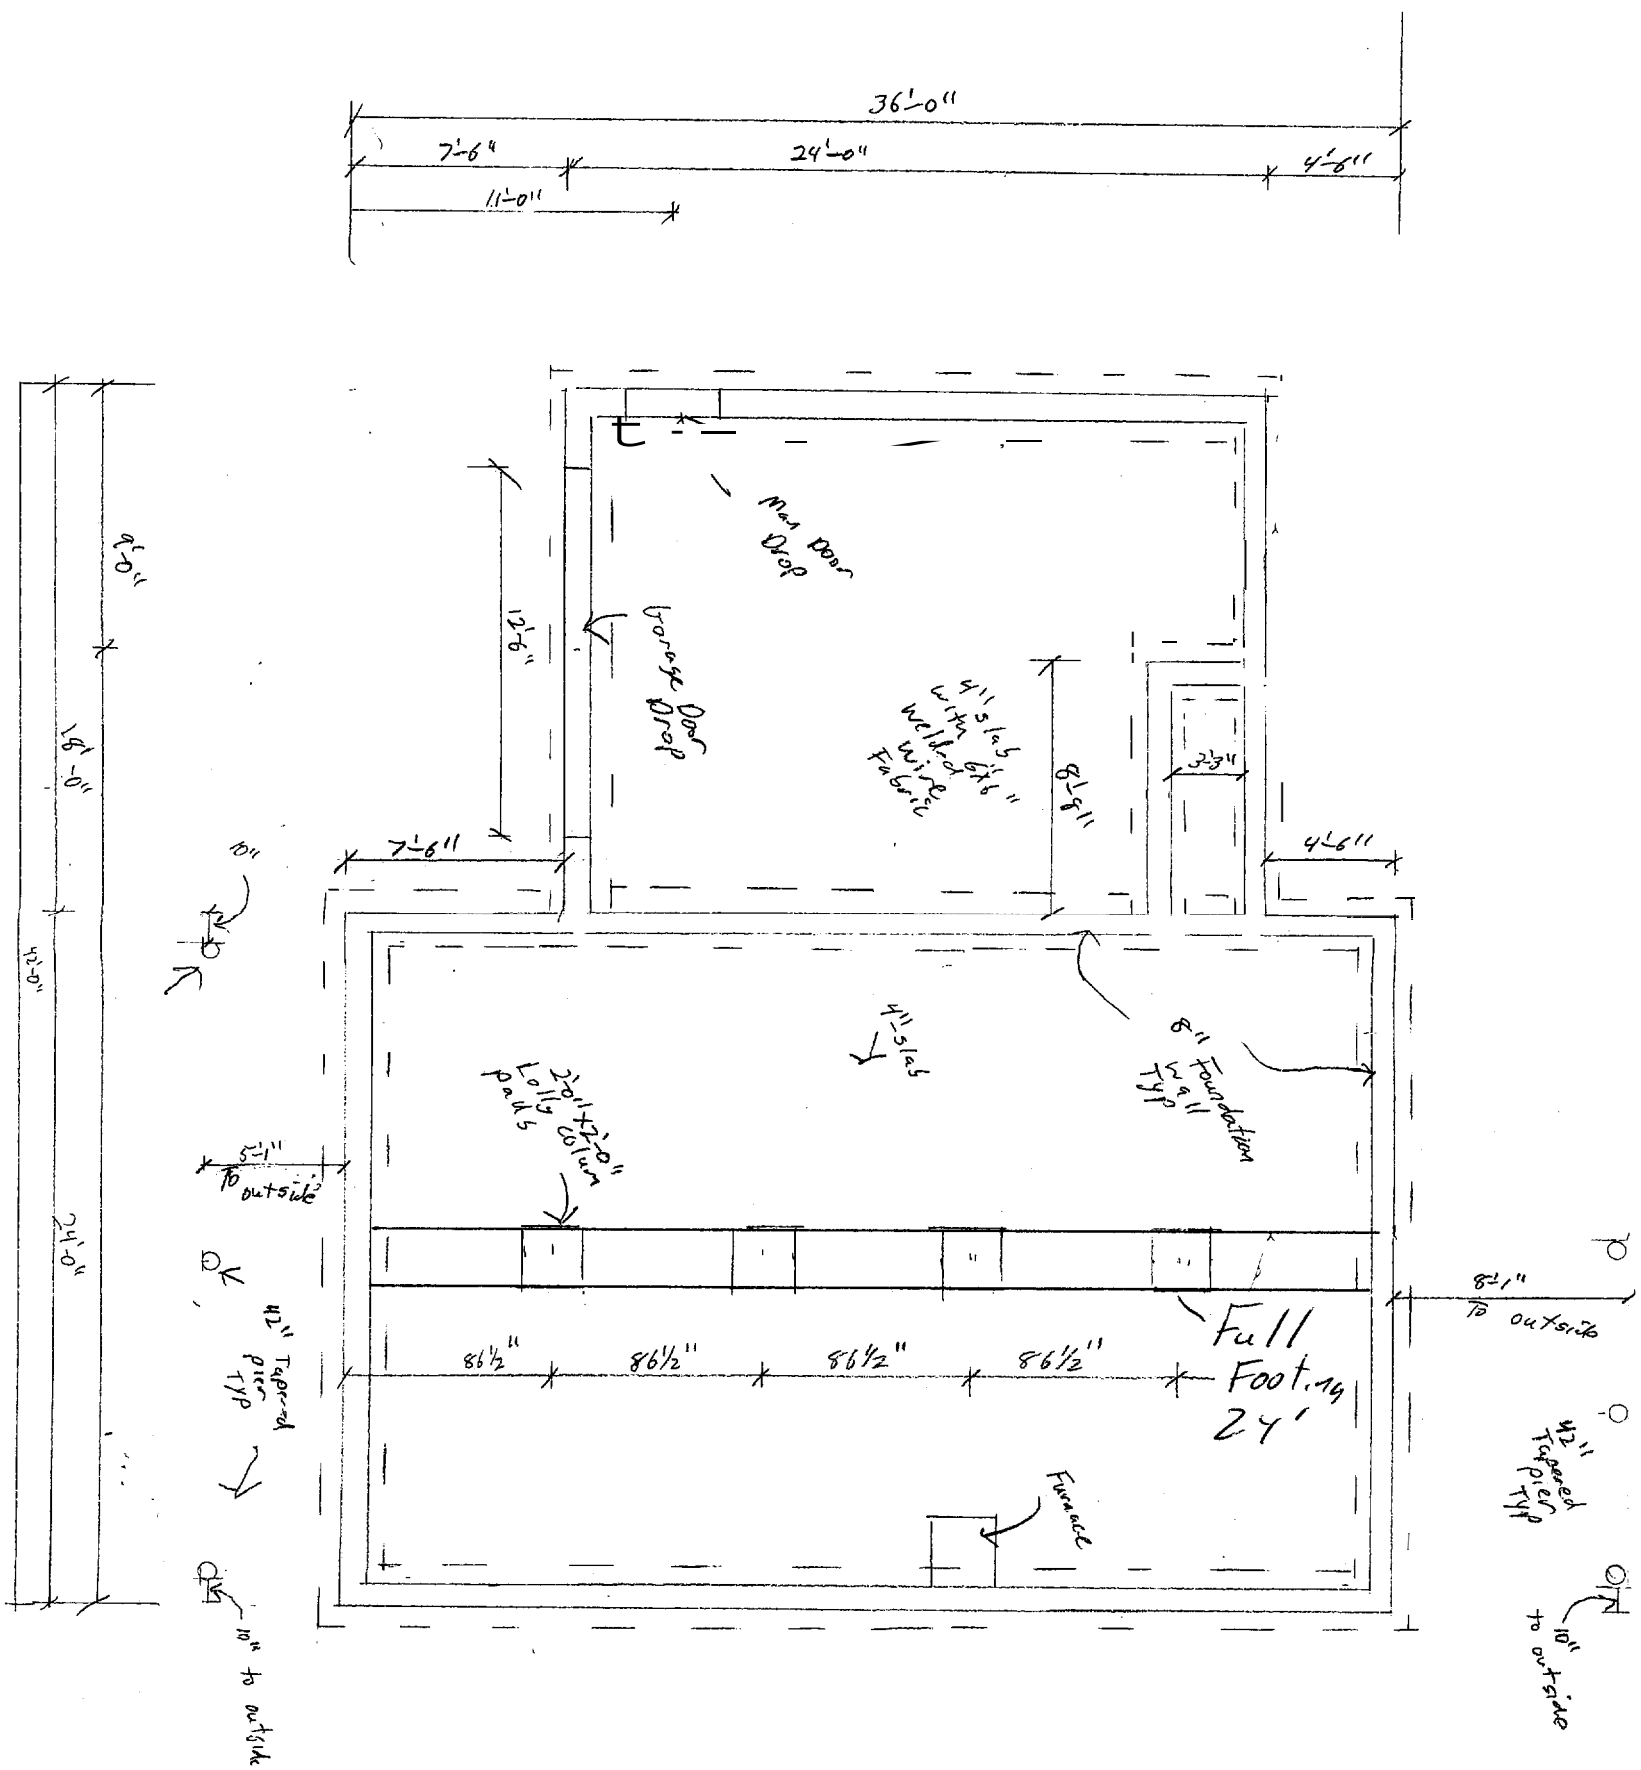 36'-0"
7'-6"
24'-0"
4'-6"
11'-0"
9'-0"
18'-0"
42'-0"
24'-0"
12'-6"
Man Door
Drop
Garage Door
Drop
4" slab
with 6x6"
welded
wire
Fabric
8'-9"
3'-3"
7'-6"
4'-6"
10"
4" slab
8" Foundation
wall
Typ
2'-0" x 2'-0"
Lolly Colum
pads
5'-1"
To outside
8'-1"
To outside
86 1/2"
86 1/2"
86 1/2"
86 1/2"
Full
Footing
24'
42" Tapered
pier
Typ
Furnace
42"
Tapered
pier
Typ
10" to outside
10"
to outside